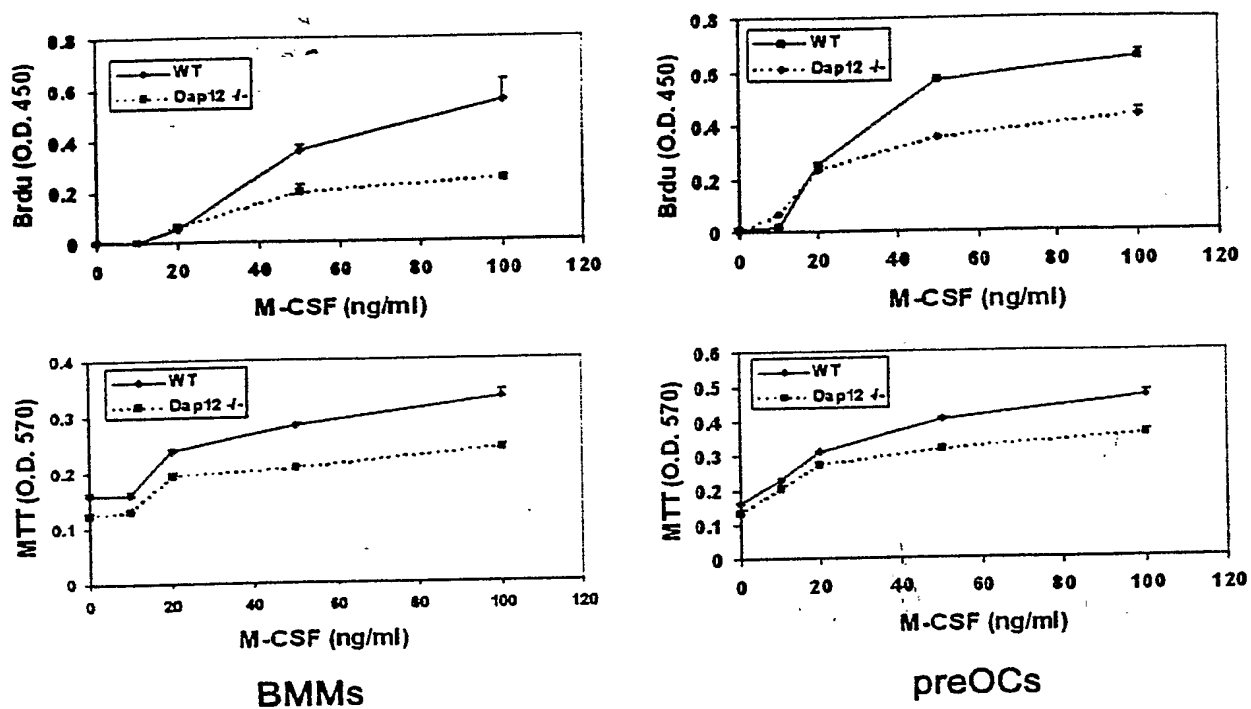 0.8
0.6
0.4
0.2
0
Brdu (O.D. 450)
WT
Dap12 -/-
0 20 40 60 80 100 120
M-CSF (ng/ml)
0.8
0.6
0.4
0.2
0
Brdu (O.D. 450)
WT
Dap12 -/-
0 20 40 60 80 100 120
M-CSF (ng/ml)
0.4
0.3
0.2
0.1
0
MTT (O.D. 570)
WT
Dap12 -/-
0 20 40 60 80 100 120
M-CSF (ng/ml)
BMMs
0.6
0.5
0.4
0.3
0.2
0.1
0
MTT (O.D. 570)
WT
Dap12 -/-
0 20 40 60 80 100 120
M-CSF (ng/ml)
preOCs